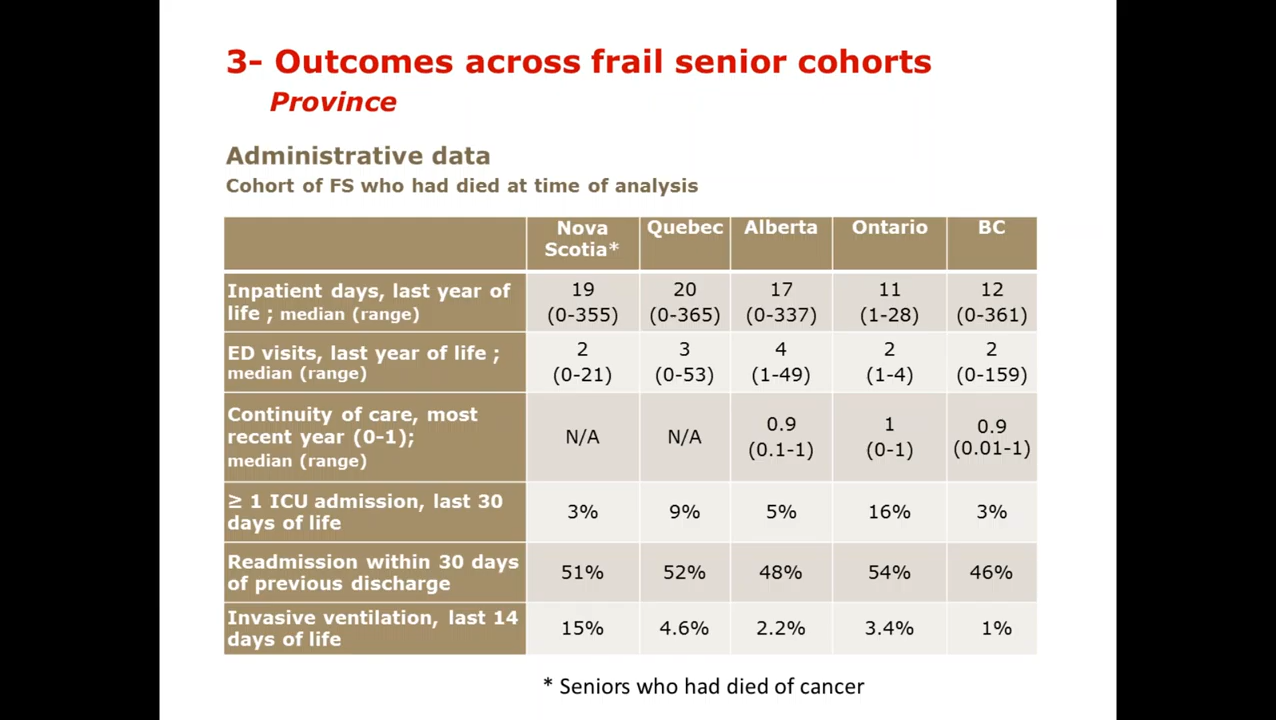 3- Outcomes across frail senior cohorts
Province
Administrative data
Cohort of FS who had died at time of analysis
Nova Scotia* Quebec Alberta Ontario BC
Inpatient days, last year of life ; median (range) 19 (0-355) 20 (0-365) 17 (0-337) 11 (1-28) 12 (0-361)
ED visits, last year of life ; median (range) 2 (0-21) 3 (0-53) 4 (1-49) 2 (1-4) 2 (0-159)
Continuity of care, most recent year (0-1); median (range) N/A N/A 0.9 (0.1-1) 1 (0-1) 0.9 (0.01-1)
≥ 1 ICU admission, last 30 days of life 3% 9% 5% 16% 3%
Readmission within 30 days of previous discharge 51% 52% 48% 54% 46%
Invasive ventilation, last 14 days of life 15% 4.6% 2.2% 3.4% 1%
* Seniors who had died of cancer